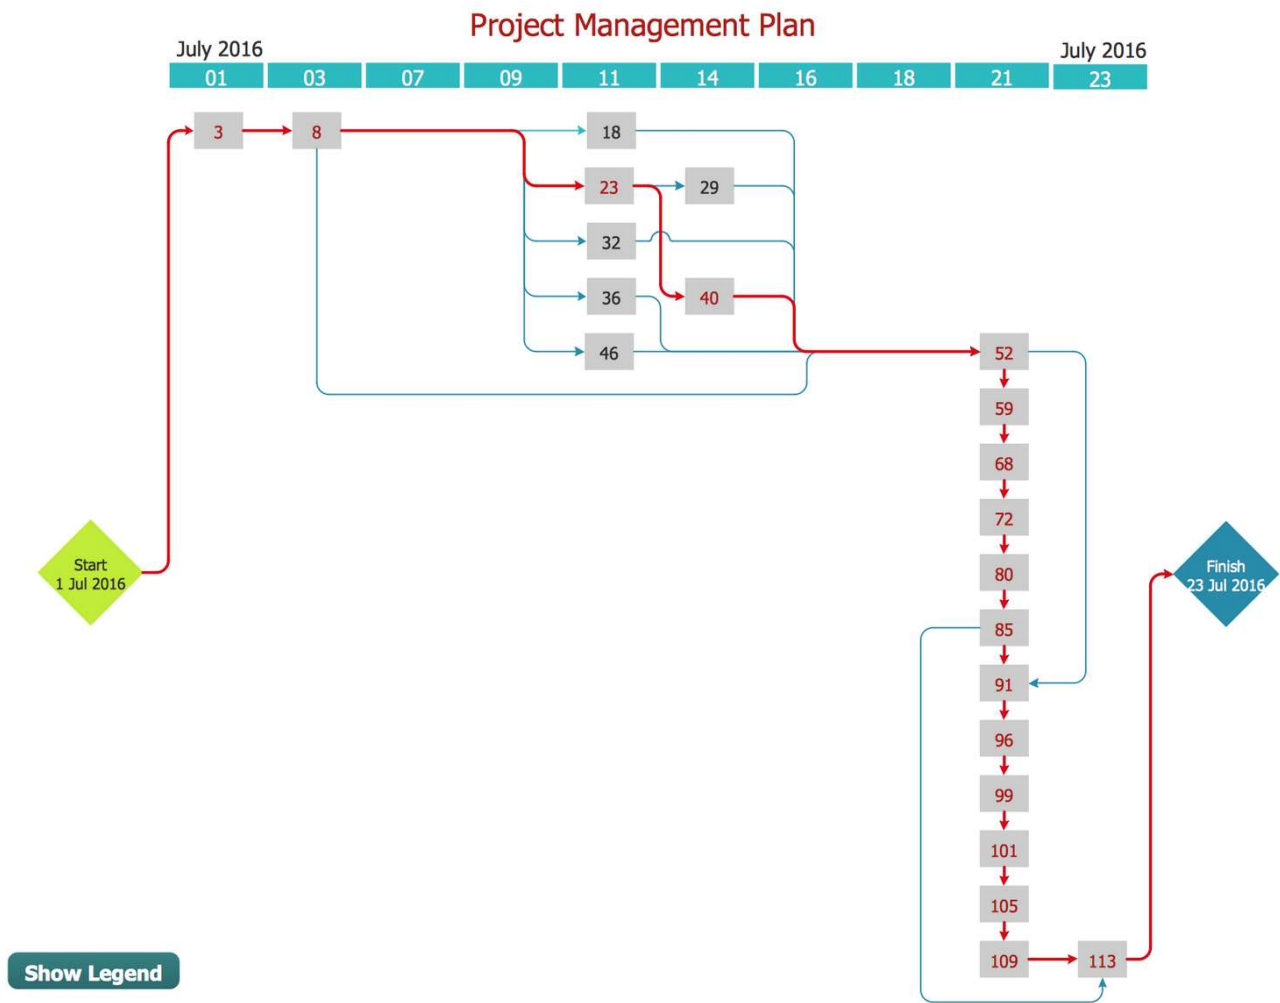 Project Management Plan
July 2016
July 2016
01 03 07 09 11 14 16 18 21 23
3 8 18
23 29
32
36 40
46 52
59
68
72
Start
1 Jul 2016
80
Finish
23 Jul 2016
85
91
96
99
101
105
109 113
Show Legend